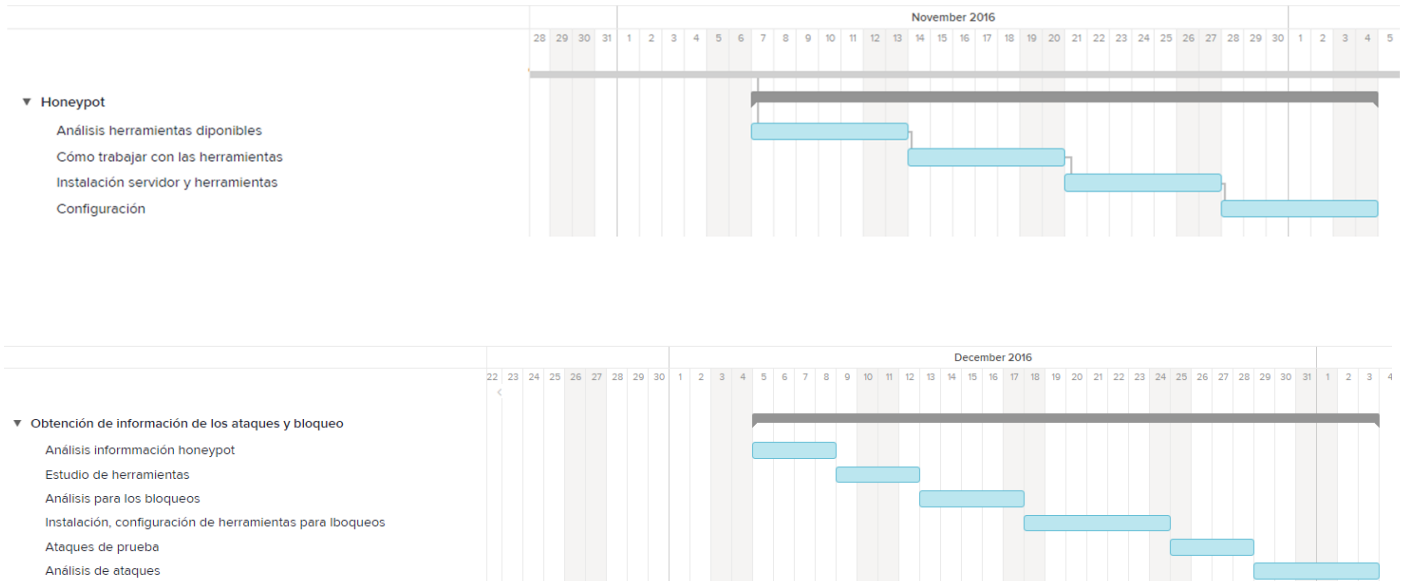 November 2016
28 29 30 31 1 2 3 4 5 6 7 8 9 10 11 12 13 14 15 16 17 18 19 20 21 22 23 24 25 26 27 28 29 30 1 2 3 4 5
Honeypot
Análisis herramientas diponibles
Cómo trabajar con las herramientas
Instalación servidor y herramientas
Configuración
December 2016
22 23 24 25 26 27 28 29 30 1 2 3 4 5 6 7 8 9 10 11 12 13 14 15 16 17 18 19 20 21 22 23 24 25 26 27 28 29 30 31 1 2 3 4
Obtención de información de los ataques y bloqueo
Análisis informmación honeypot
Estudio de herramientas
Análisis para los bloqueos
Instalación, configuración de herramientas para lboqueos
Ataques de prueba
Análisis de ataques